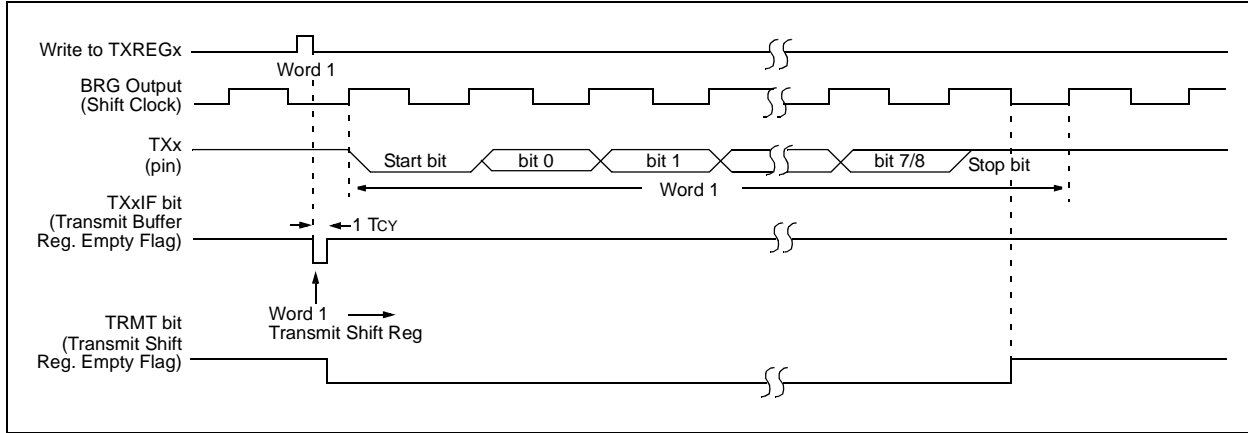 Write to TXREGx
Word 1
BRG Output
(Shift Clock)
TXx
(pin)
Start bit
bit 0
bit 1
bit 7/8
Stop bit
Word 1
TXxIF bit
(Transmit Buffer
Reg. Empty Flag)
1 TCY
Word 1
Transmit Shift Reg
TRMT bit
(Transmit Shift
Reg. Empty Flag)